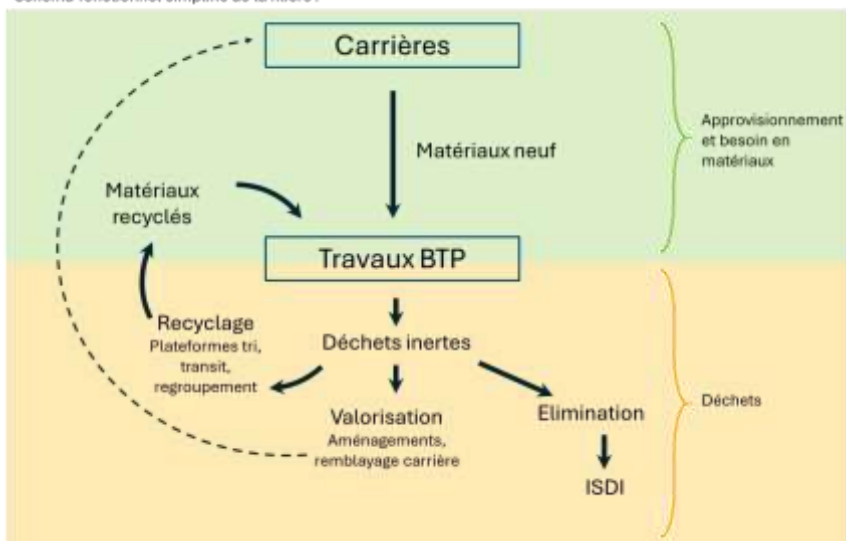 Carrières
Matériaux neuf
Approvisionnement
et besoin en
matériaux
Matériaux
recyclés
Travaux BTP
Recyclage
Plateformes tri,
transit,
regroupement
Déchets inertes
Valorisation
Aménagements,
remblayage carrière
Elimination
ISDI
Déchets